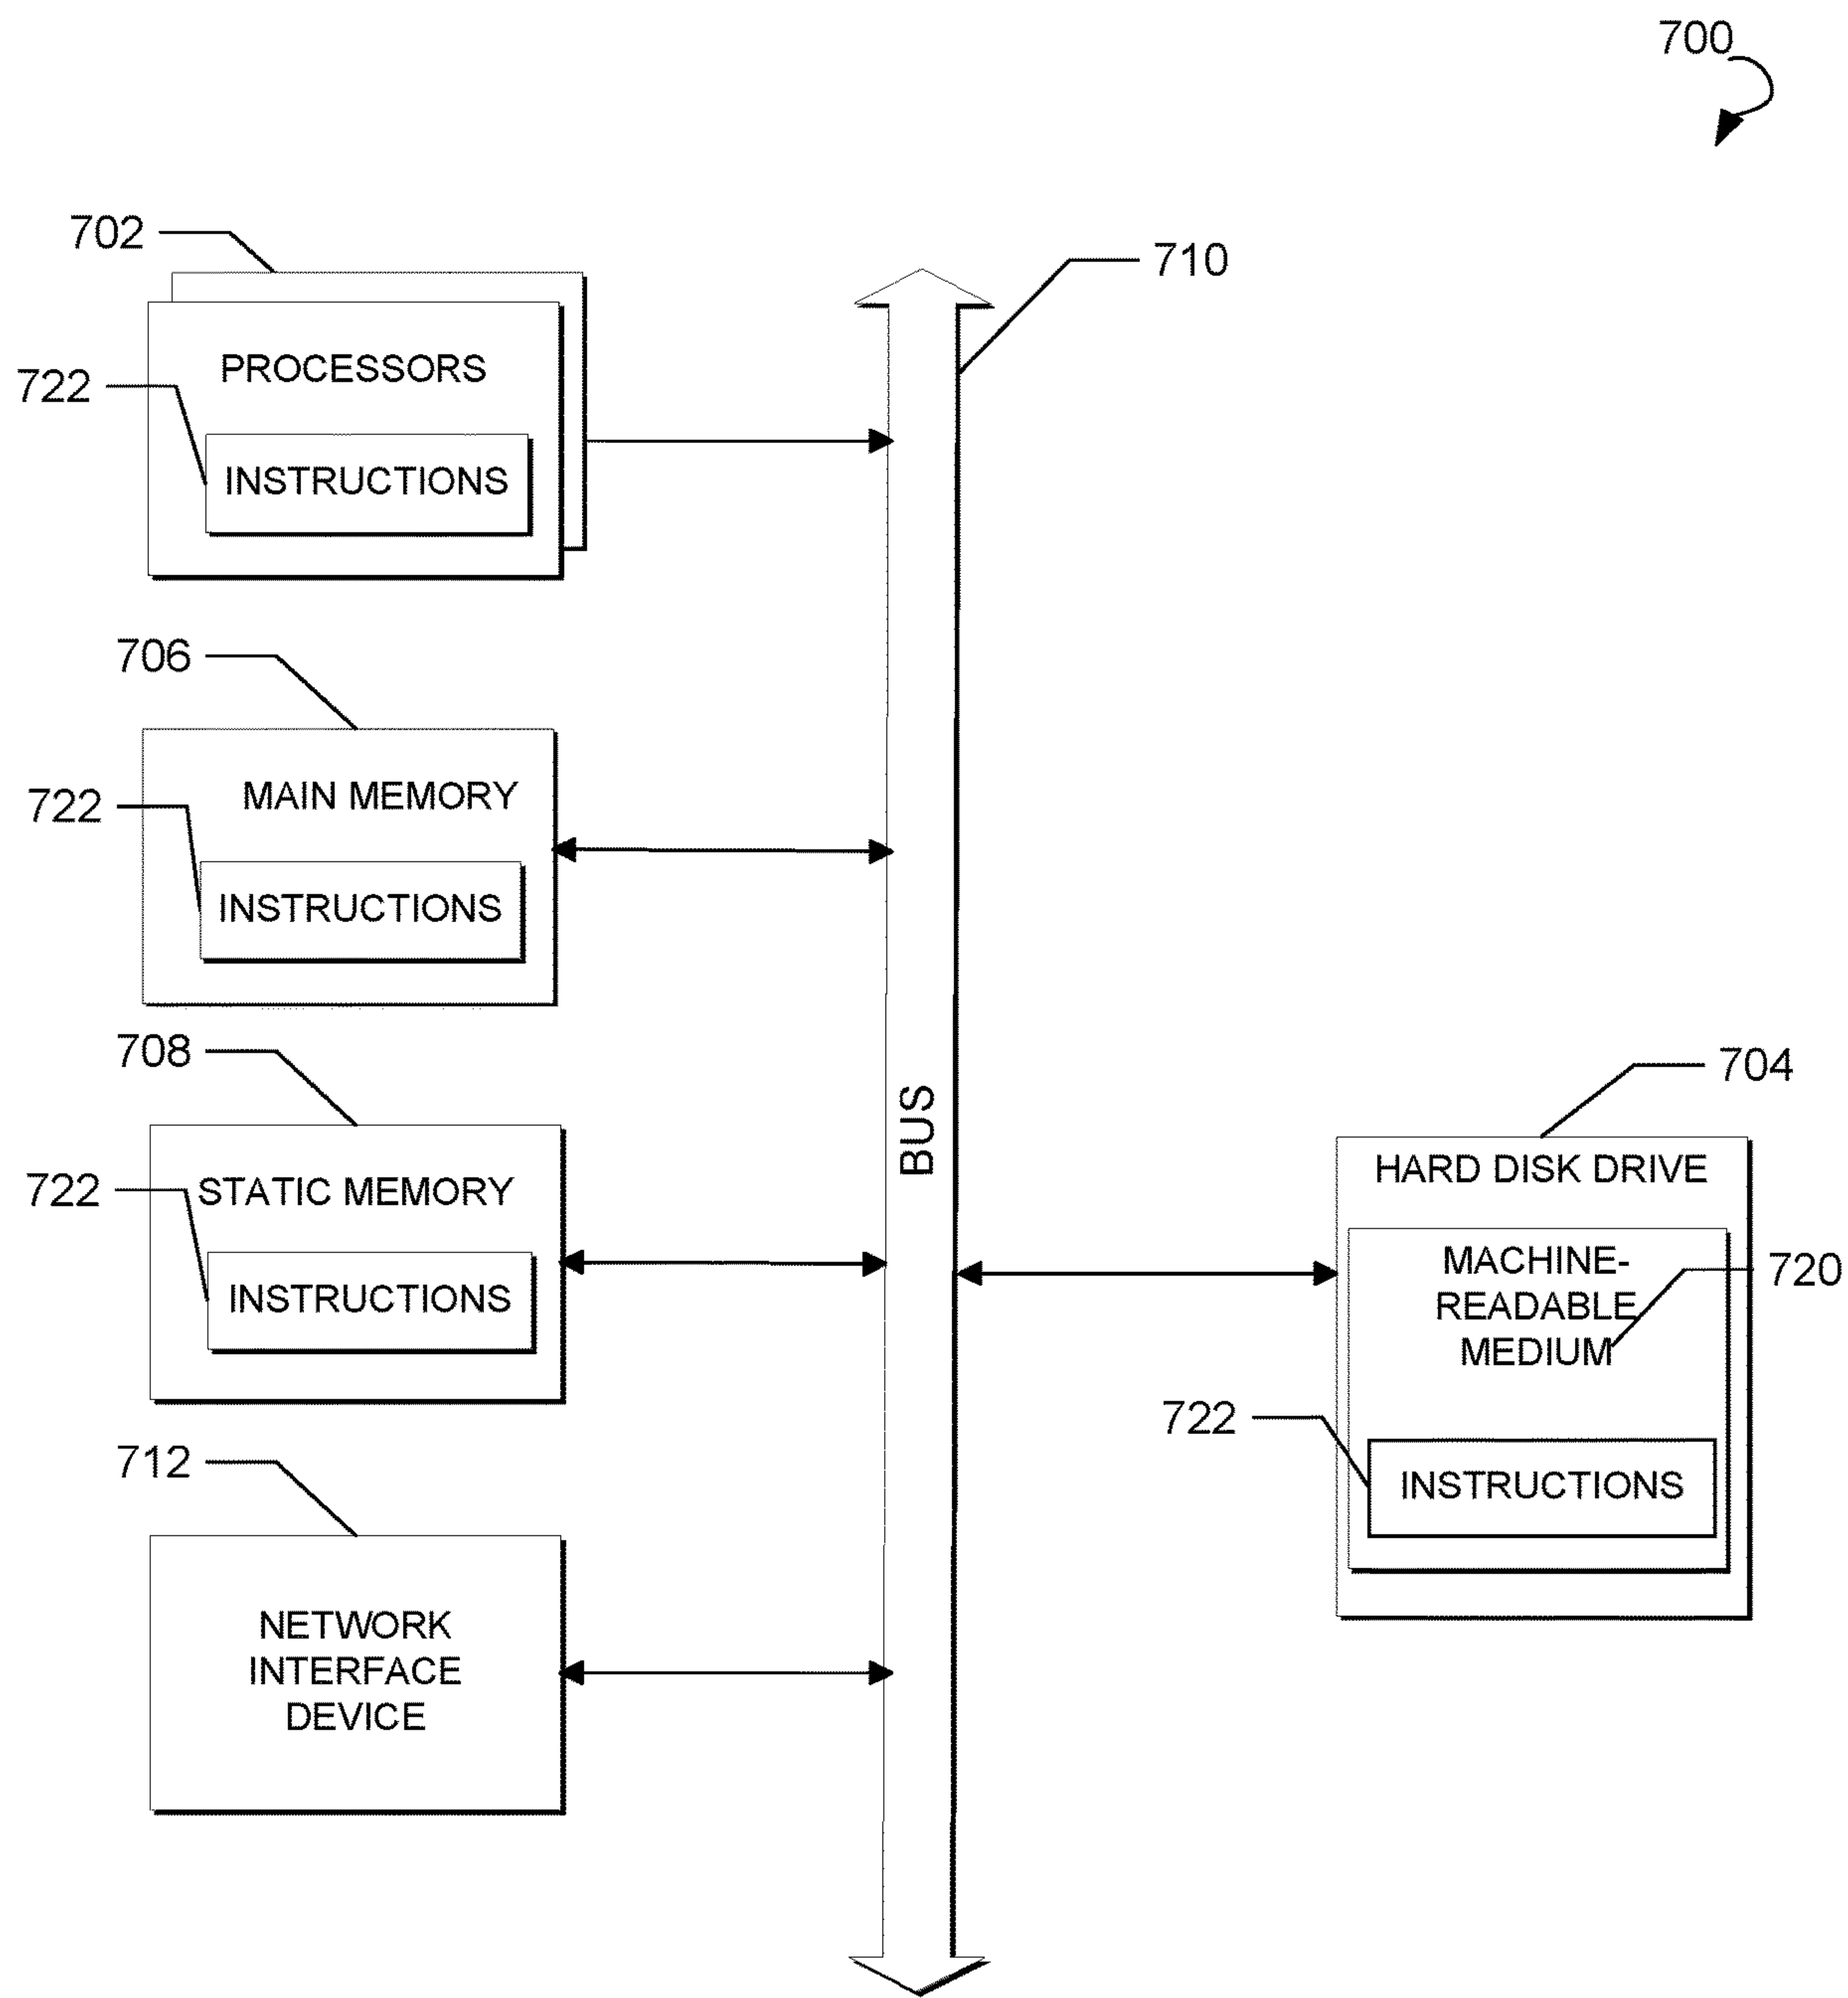 700
702
710
PROCESSORS
722
INSTRUCTIONS
706
MAIN MEMORY
722
INSTRUCTIONS
708
704
BUS
HARD DISK DRIVE
722
STATIC MEMORY
MACHINE-
READABLE
MEDIUM
720
INSTRUCTIONS
722
INSTRUCTIONS
712
NETWORK
INTERFACE
DEVICE